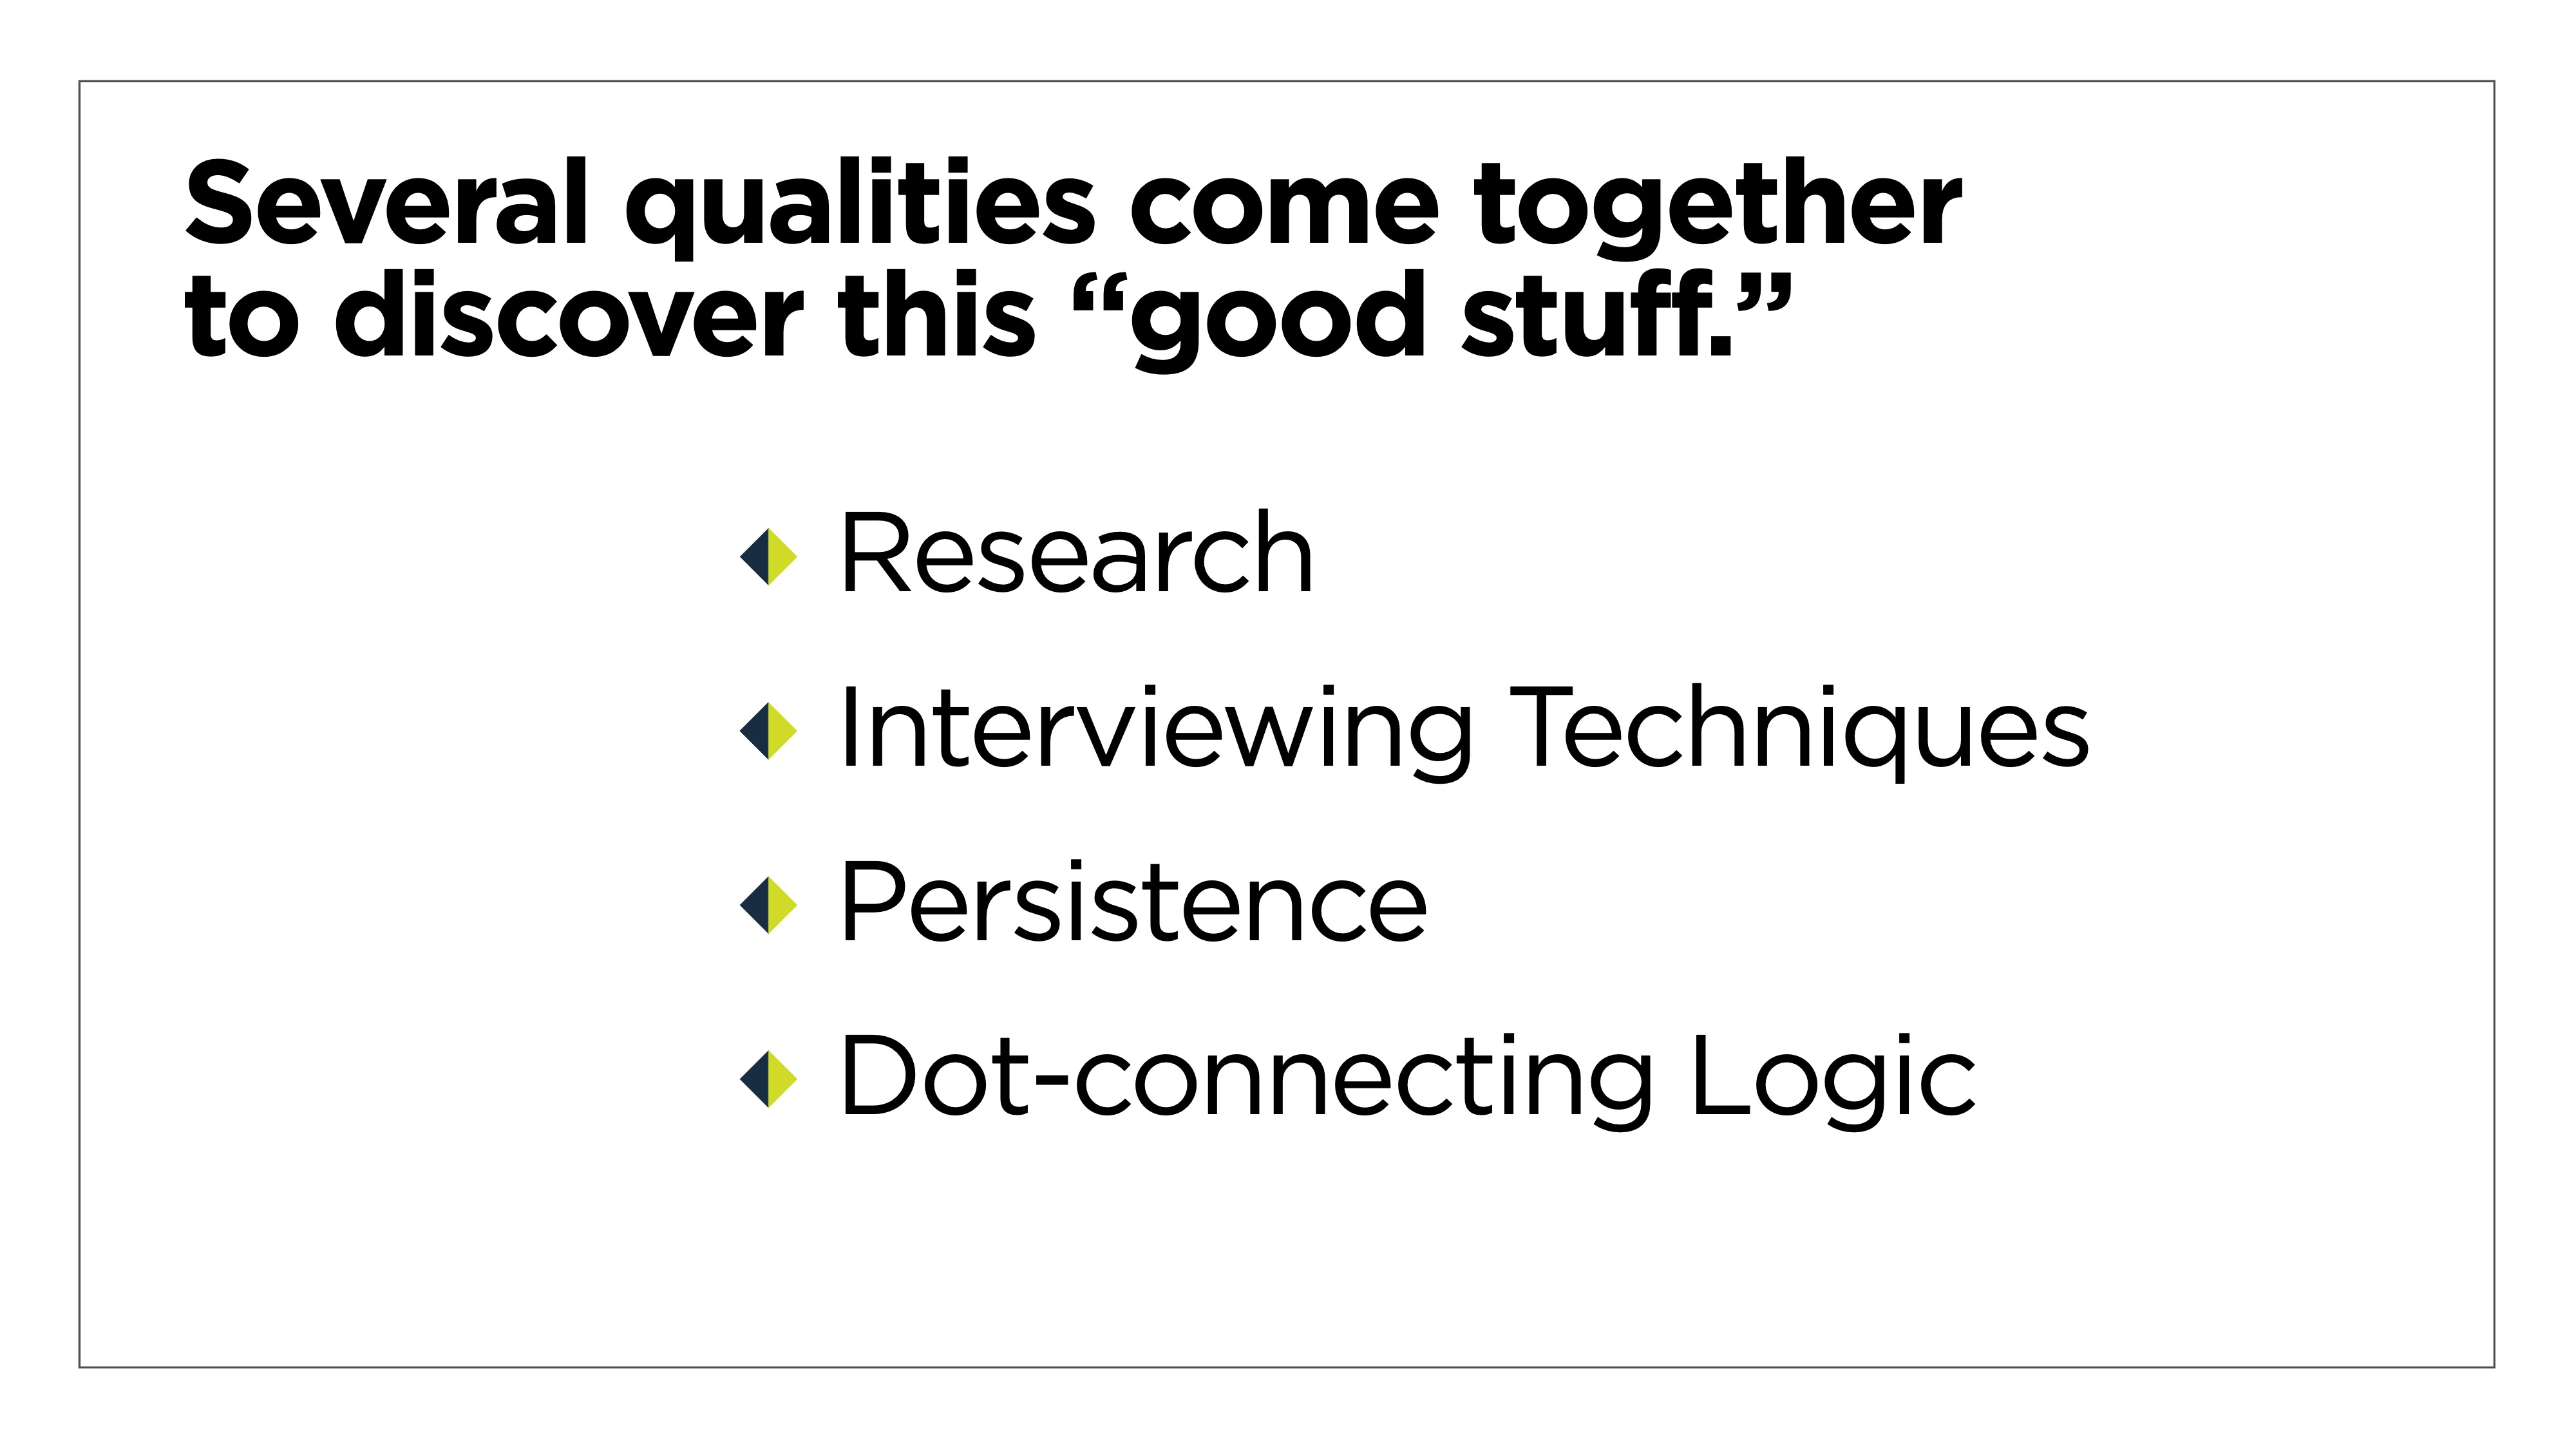 Several qualities come together
to discover this “good stuff.”
Research
Interviewing Techniques
Persistence
Dot-connecting Logic